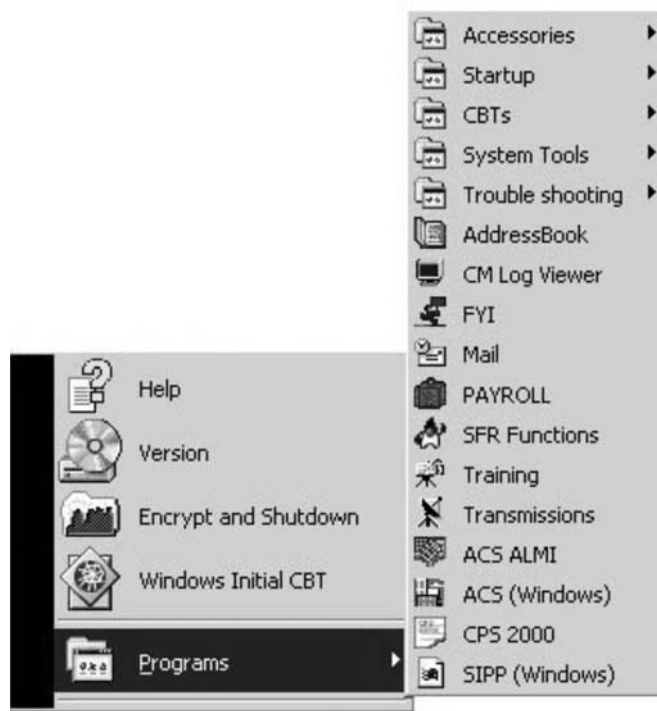 Accessories
Startup
CBTs
System Tools
Trouble shooting
AddressBook
CM Log Viewer
FYI
Mail
PAYROLL
SFR Functions
Training
Transmissions
ACS ALMI
ACS (Windows)
CPS 2000
SIPP (Windows)
Help
Version
Encrypt and Shutdown
Windows Initial CBT
Programs